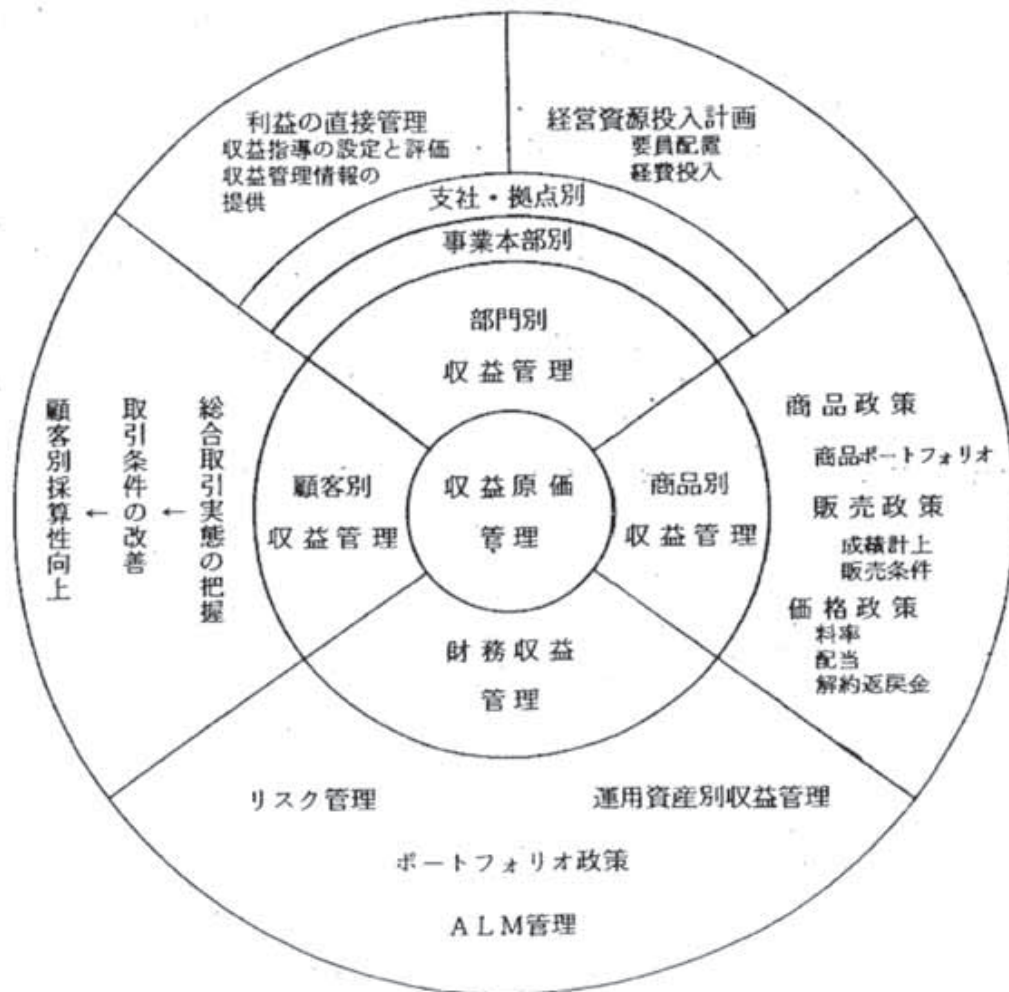 利益の直接管理
収益指導の設定と評価
収益管理情報の
提供
経営資源投入計画
要員配置
経費投入
支社・拠点別
事業本部別
部門別
収益管理
顧客別採算性向上
←
取引条件の改善
←
総合取引実態の把握
顧客別
収益管理
収益原価
管理
商品別
収益管理
商品政策
商品ポートフォリオ
販売政策
成績計上
販売条件
価格政策
料率
配当
解約返戻金
財務収益
管理
リスク管理
運用資産別収益管理
ポートフォリオ政策
ALM管理